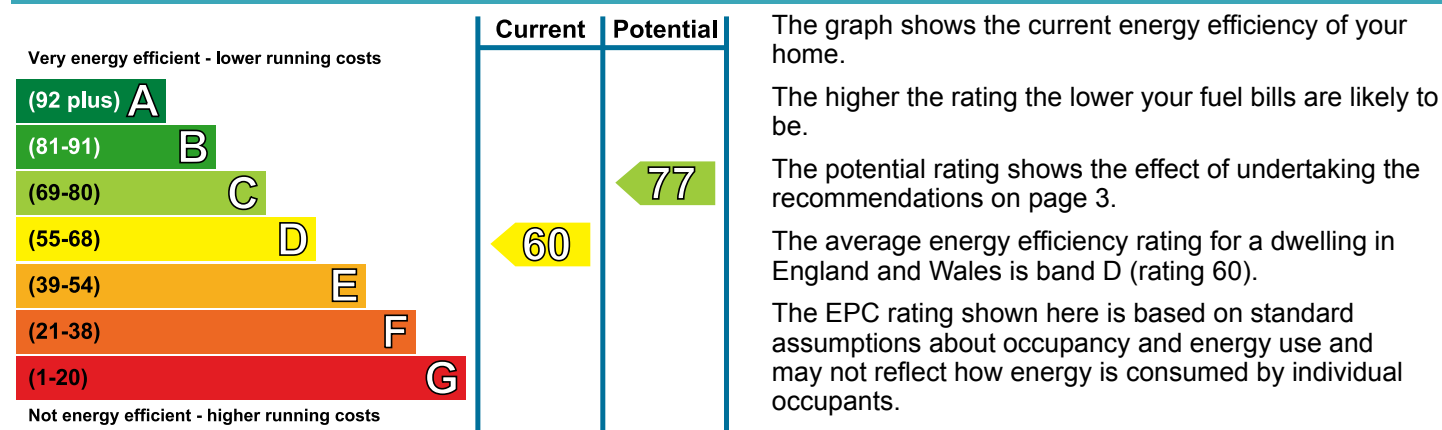 Current Potential
Very energy efficient - lower running costs
(92 plus) A
(81-91) B
(69-80) C
77
(55-68) D
60
(39-54) E
(21-38) F
(1-20) G
Not energy efficient - higher running costs
The graph shows the current energy efficiency of your
home.
The higher the rating the lower your fuel bills are likely to
be.
The potential rating shows the effect of undertaking the
recommendations on page 3.
The average energy efficiency rating for a dwelling in
England and Wales is band D (rating 60).
The EPC rating shown here is based on standard
assumptions about occupancy and energy use and
may not reflect how energy is consumed by individual
occupants.